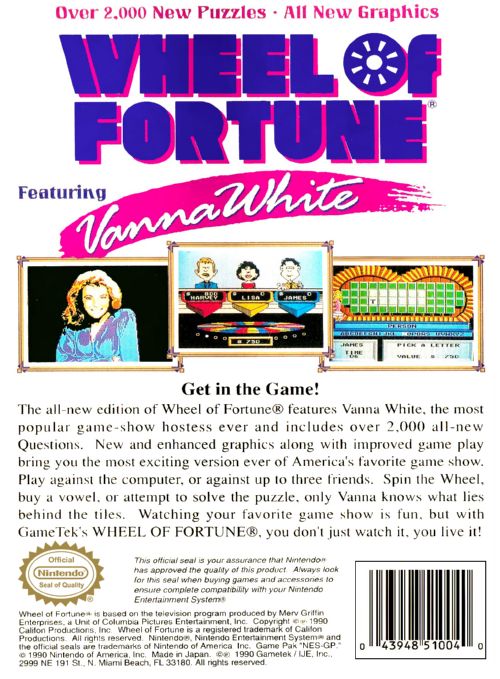 Over 2,000 New Puzzles · All New Graphics
WHEEL OF
FORTUNE®
Featuring
Vanna White
HARVEY
LISA
JAMES
$ 750
T
PERSON
JAMES
PICK A LETTER
TIME
06
VALUE $ 750
Get in the Game!
The all-new edition of Wheel of Fortune® features Vanna White, the most
popular game-show hostess ever and includes over 2,000 all-new
Questions. New and enhanced graphics along with improved game play
bring you the most exciting version ever of America's favorite game show.
Play against the computer, or against up to three friends. Spin the Wheel,
buy a vowel, or attempt to solve the puzzle, only Vanna knows what lies
behind the tiles. Watching your favorite game show is fun, but with
GameTek's WHEEL OF FORTUNE®, you don't just watch it, you live it!
Official
Nintendo
Seal of Quality
®
This official seal is your assurance that Nintendo®
has approved the quality of this product. Always look
for this seal when buying games and accessories to
ensure complete compatibility with your Nintendo
Entertainment System®
Wheel of Fortune® is based on the television program produced by Merv Griffin
Enterprises, a Unit of Columbia Pictures Entertainment, Inc. Copyright ©® 1990
Califon Productions, Inc. Wheel of Fortune is a registered trademark of Califon
Productions. All rights reserved. Nintendo®, Nintendo Entertainment System® and
the official seals are trademarks of Nintendo of America Inc. Game Pak "NES-GP."
© 1990 Nintendo of America, Inc. Made in Japan. ©® 1990 Gametek / IJE, Inc.,
2999 NE 191 St., N. Miami Beach, FL 33180. All rights reserved.
0 43948 51004 0